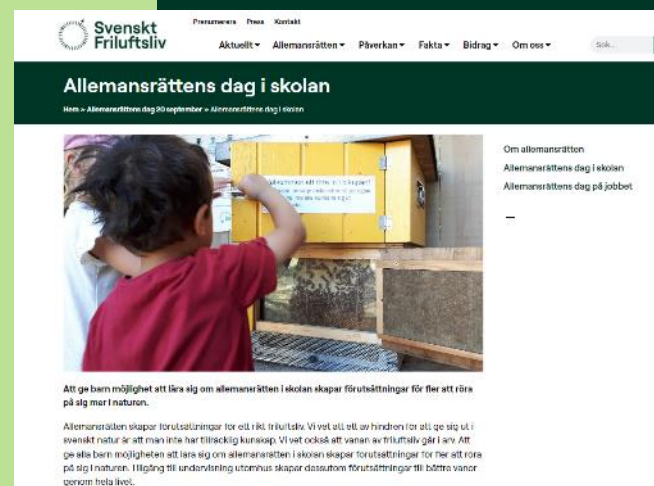 Svenskt
Friluftsliv
Prenumerera Press Kontakt
Aktuellt Allemansrätten Påverkan Fakta Bidrag Om oss
Sök...
Allemansrättens dag i skolan
Hem » Allemansrättens dag 20 september » Allemansrättens dag i skolan
Om allemansrätten
Allemansrättens dag i skolan
Allemansrättens dag på jobbet
Att ge barn möjlighet att lära sig om allemansrätten i skolan skapar förutsättningar för fler att röra
på sig mer i naturen.
Allemansrätten skapar förutsättningar för ett rikt friluftsliv. Vi vet att ett av hindren för att ge sig ut i
svenskt natur är att man inte har tillräcklig kunskap. Vi vet också att vanan av friluftsliv går i arv. Att
ge alla barn möjligheten att lära sig om allemansrätten i skolan skapar förutsättningar för fler att röra
på sig i naturen. Tillgång till undervisning utomhus skapar dessutom förutsättningar till bättre vanor
genom hela livet.